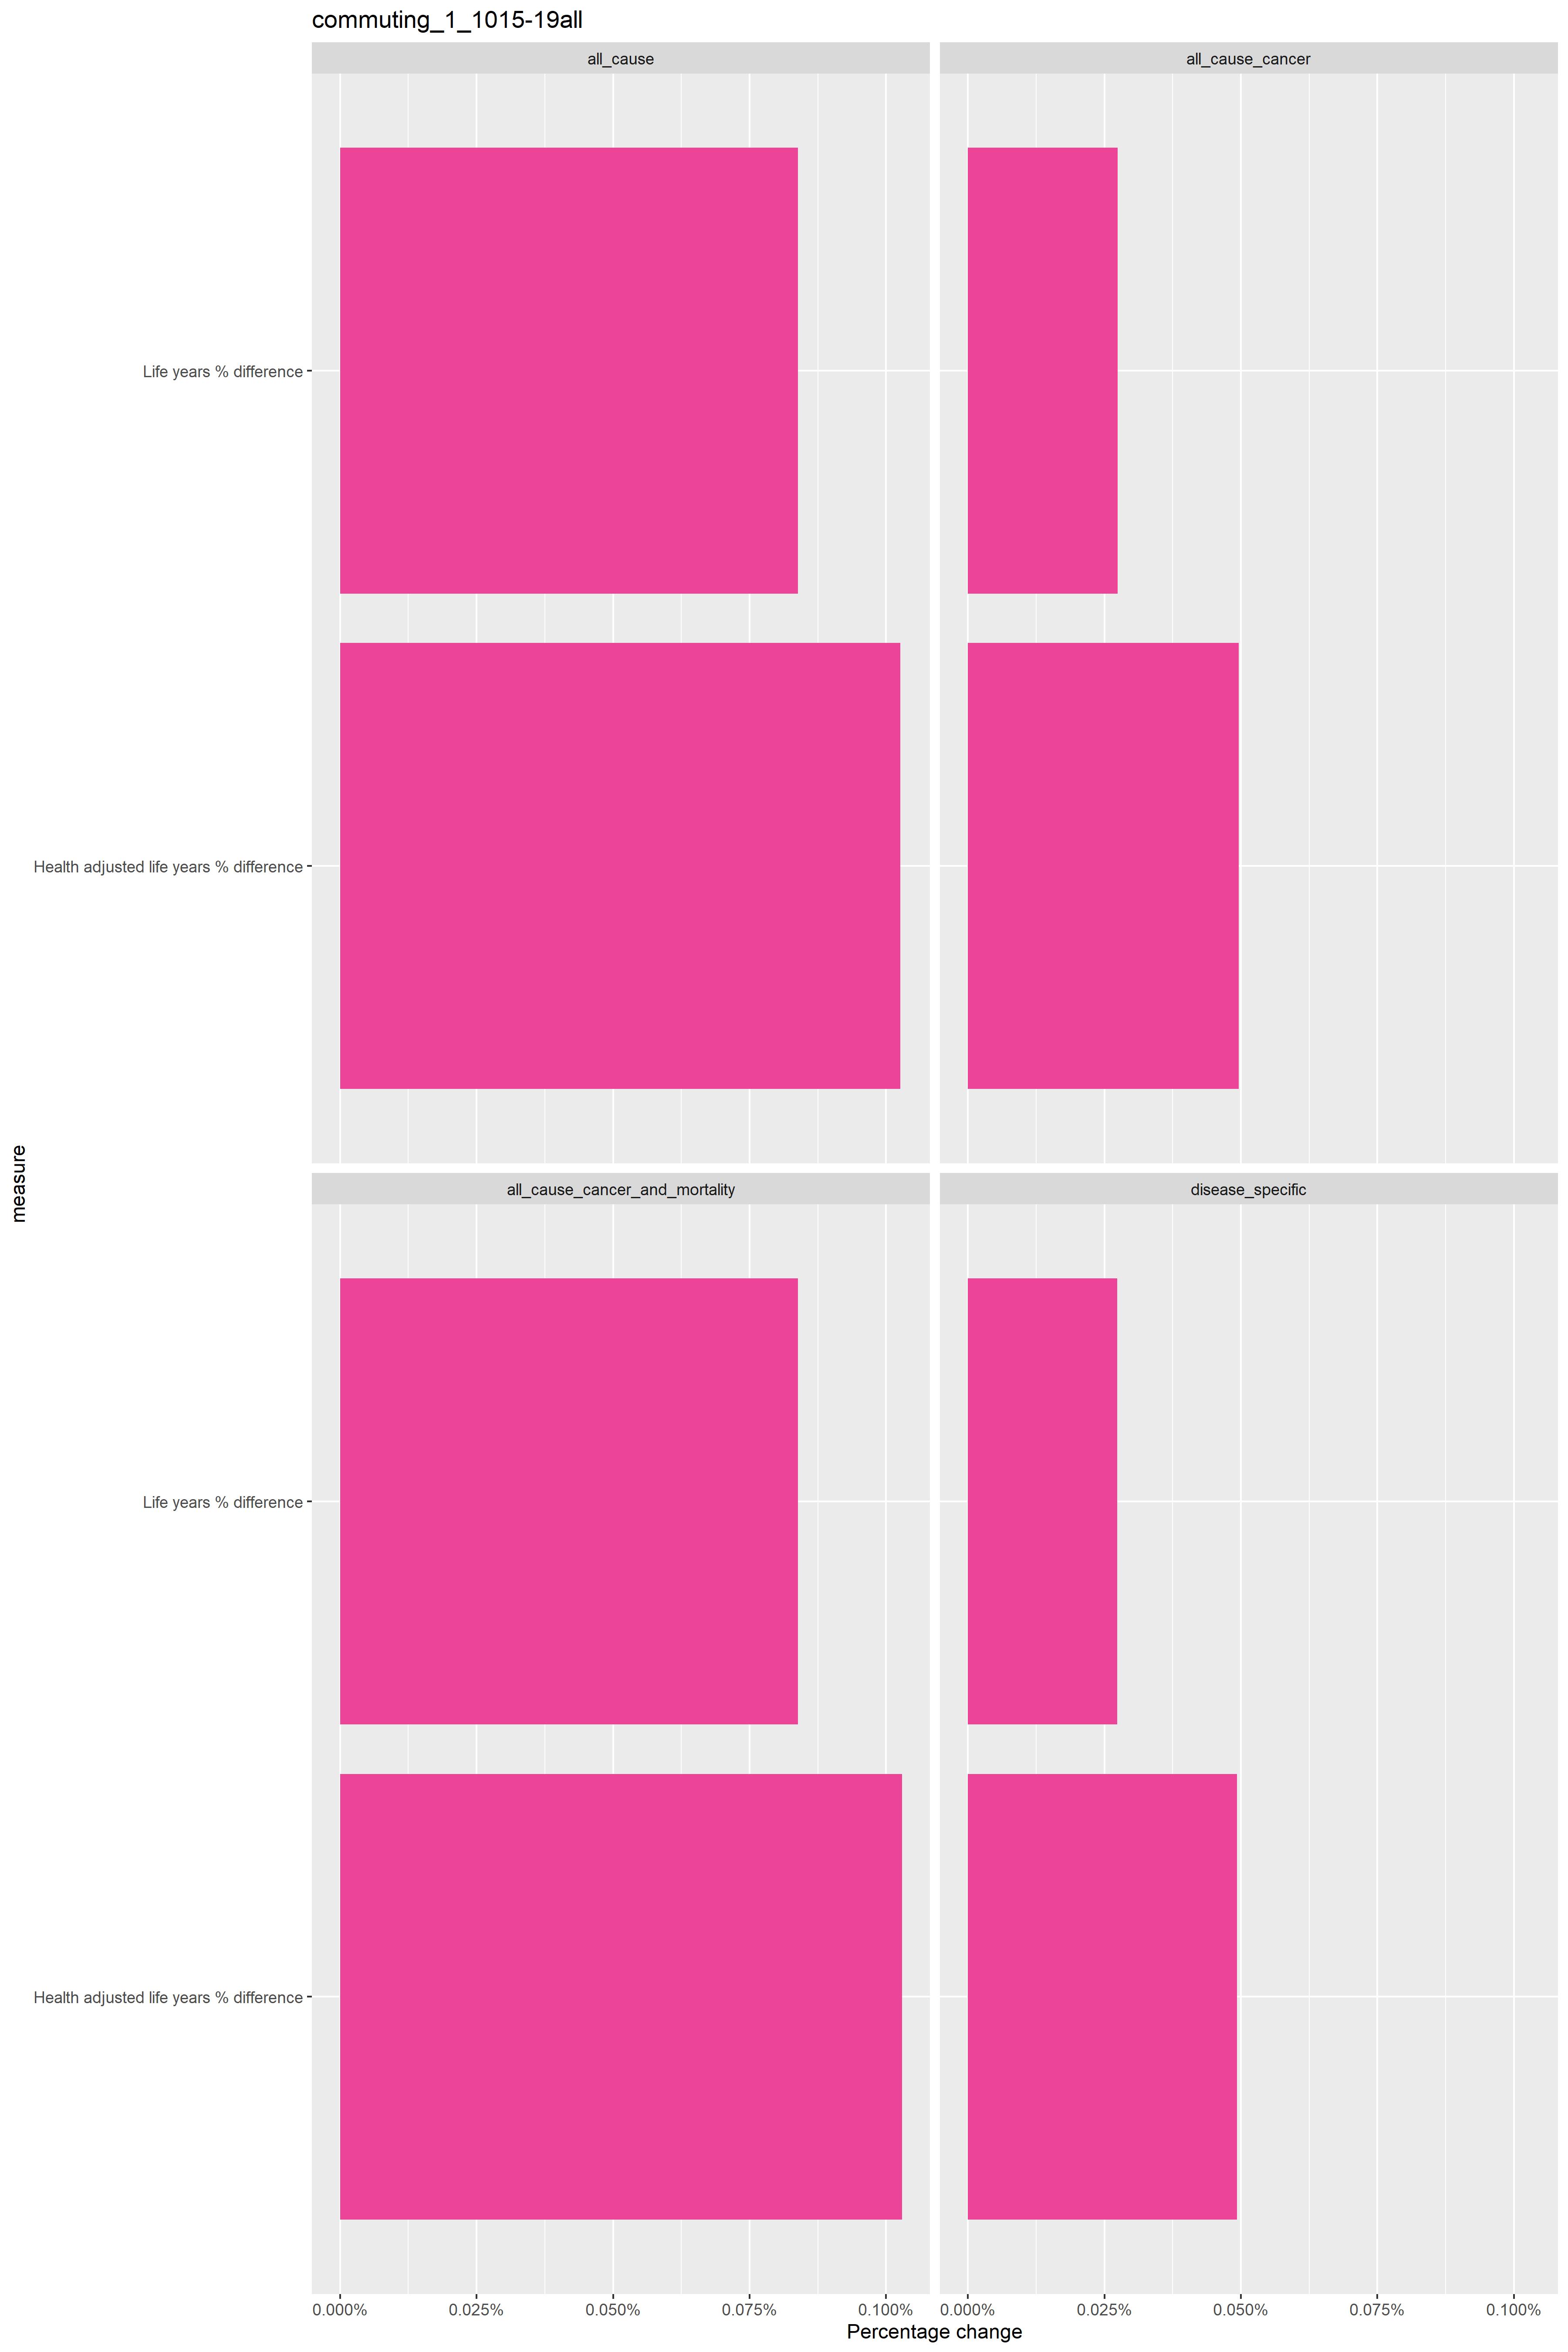 commuting_1_1015-19all
all_cause
all_cause_cancer
Life years % difference
Health adjusted life years % difference
measure
all_cause_cancer_and_mortality
disease_specific
Life years % difference
Health adjusted life years % difference
0.000% 0.025% 0.050% 0.075% 0.100% 0.000% 0.025% 0.050% 0.075% 0.100%
Percentage change